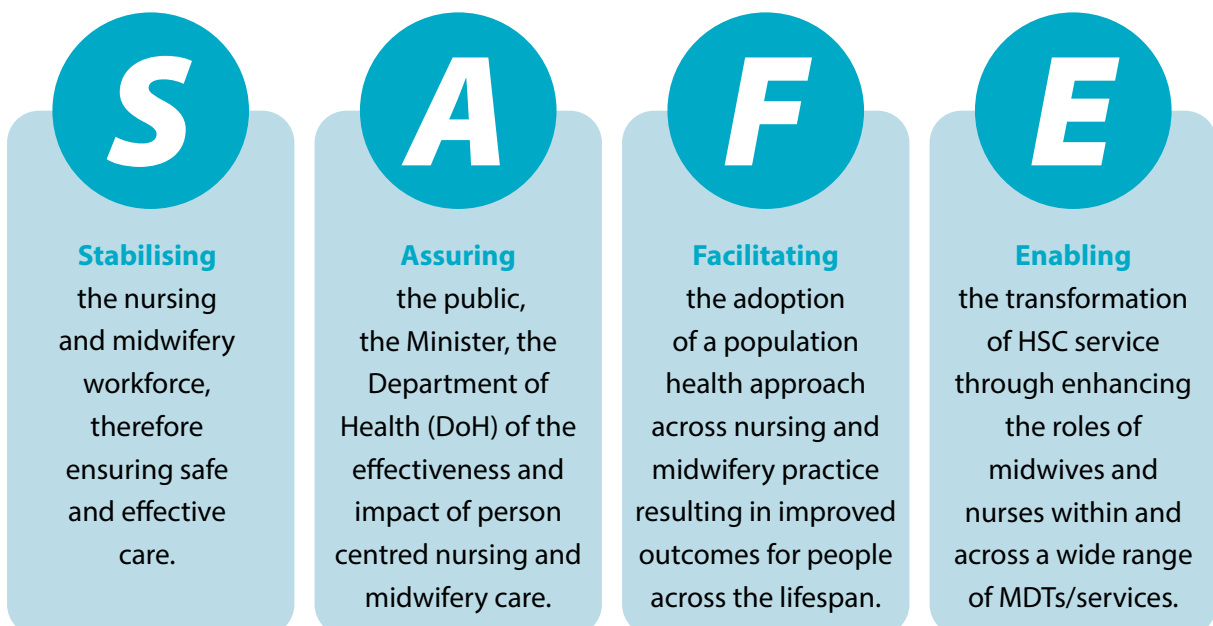 S
Stabilising
the nursing
and midwifery
workforce,
therefore
ensuring safe
and effective
care.
A
Assuring
the public,
the Minister, the
Department of
Health (DoH) of the
effectiveness and
impact of person
centred nursing and
midwifery care.
F
Facilitating
the adoption
of a population
health approach
across nursing and
midwifery practice
resulting in improved
outcomes for people
across the lifespan.
E
Enabling
the transformation
of HSC service
through enhancing
the roles of
midwives and
nurses within and
across a wide range
of MDTs/services.